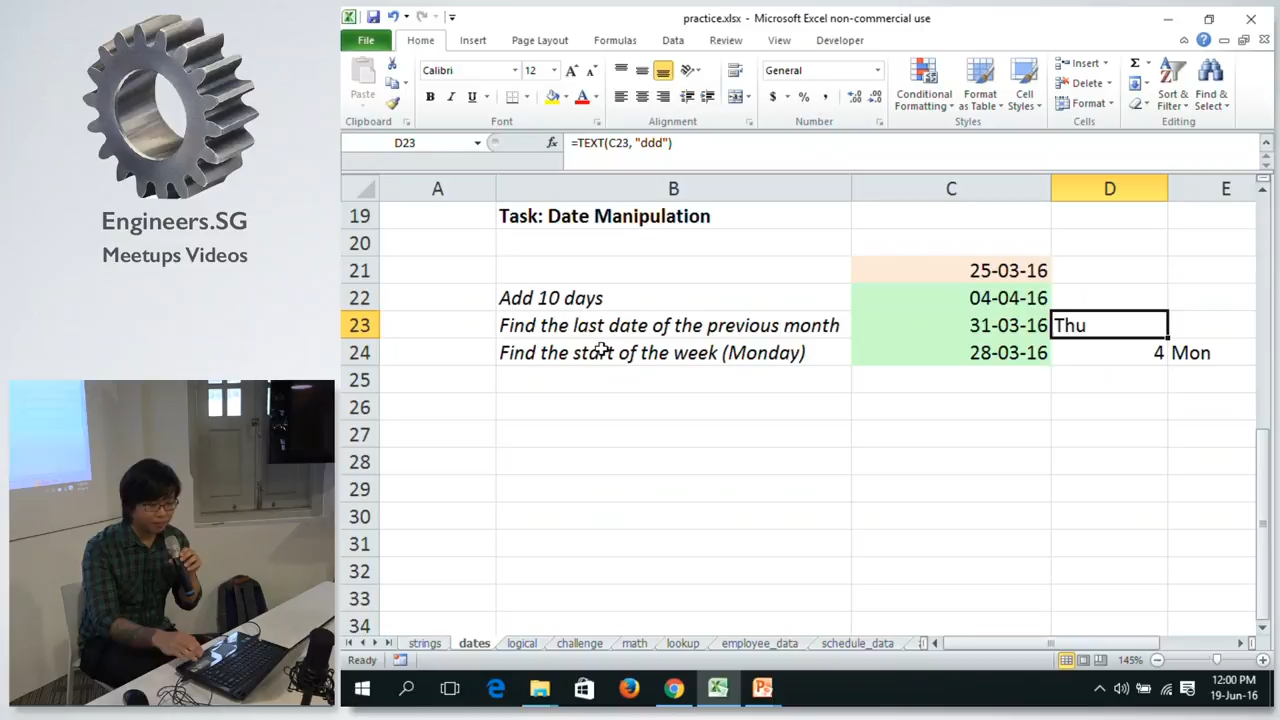 Engineers.SG
Meetups Videos
practice.xlsx - Microsoft Excel non-commercial use
File Home Insert Page Layout Formulas Data Review View Developer
Paste
Clipboard
Calibri 12
B I U
Font
Alignment
General
$ % ,
Number
Conditional Formatting
Format as Table
Cell Styles
Styles
Insert
Delete
Format
Cells
Sort & Filter
Find & Select
Editing
D23 fx =TEXT(C23, "ddd")
A B C D E
19 Task: Date Manipulation
20
21 25-03-16
22 Add 10 days 04-04-16
23 Find the last date of the previous month 31-03-16 Thu
24 Find the start of the week (Monday) 28-03-16 4 Mon
25
26
27
28
29
30
31
32
33
34
strings dates logical challenge math lookup employee_data schedule_data
Ready 145%
12:00 PM
19-Jun-16